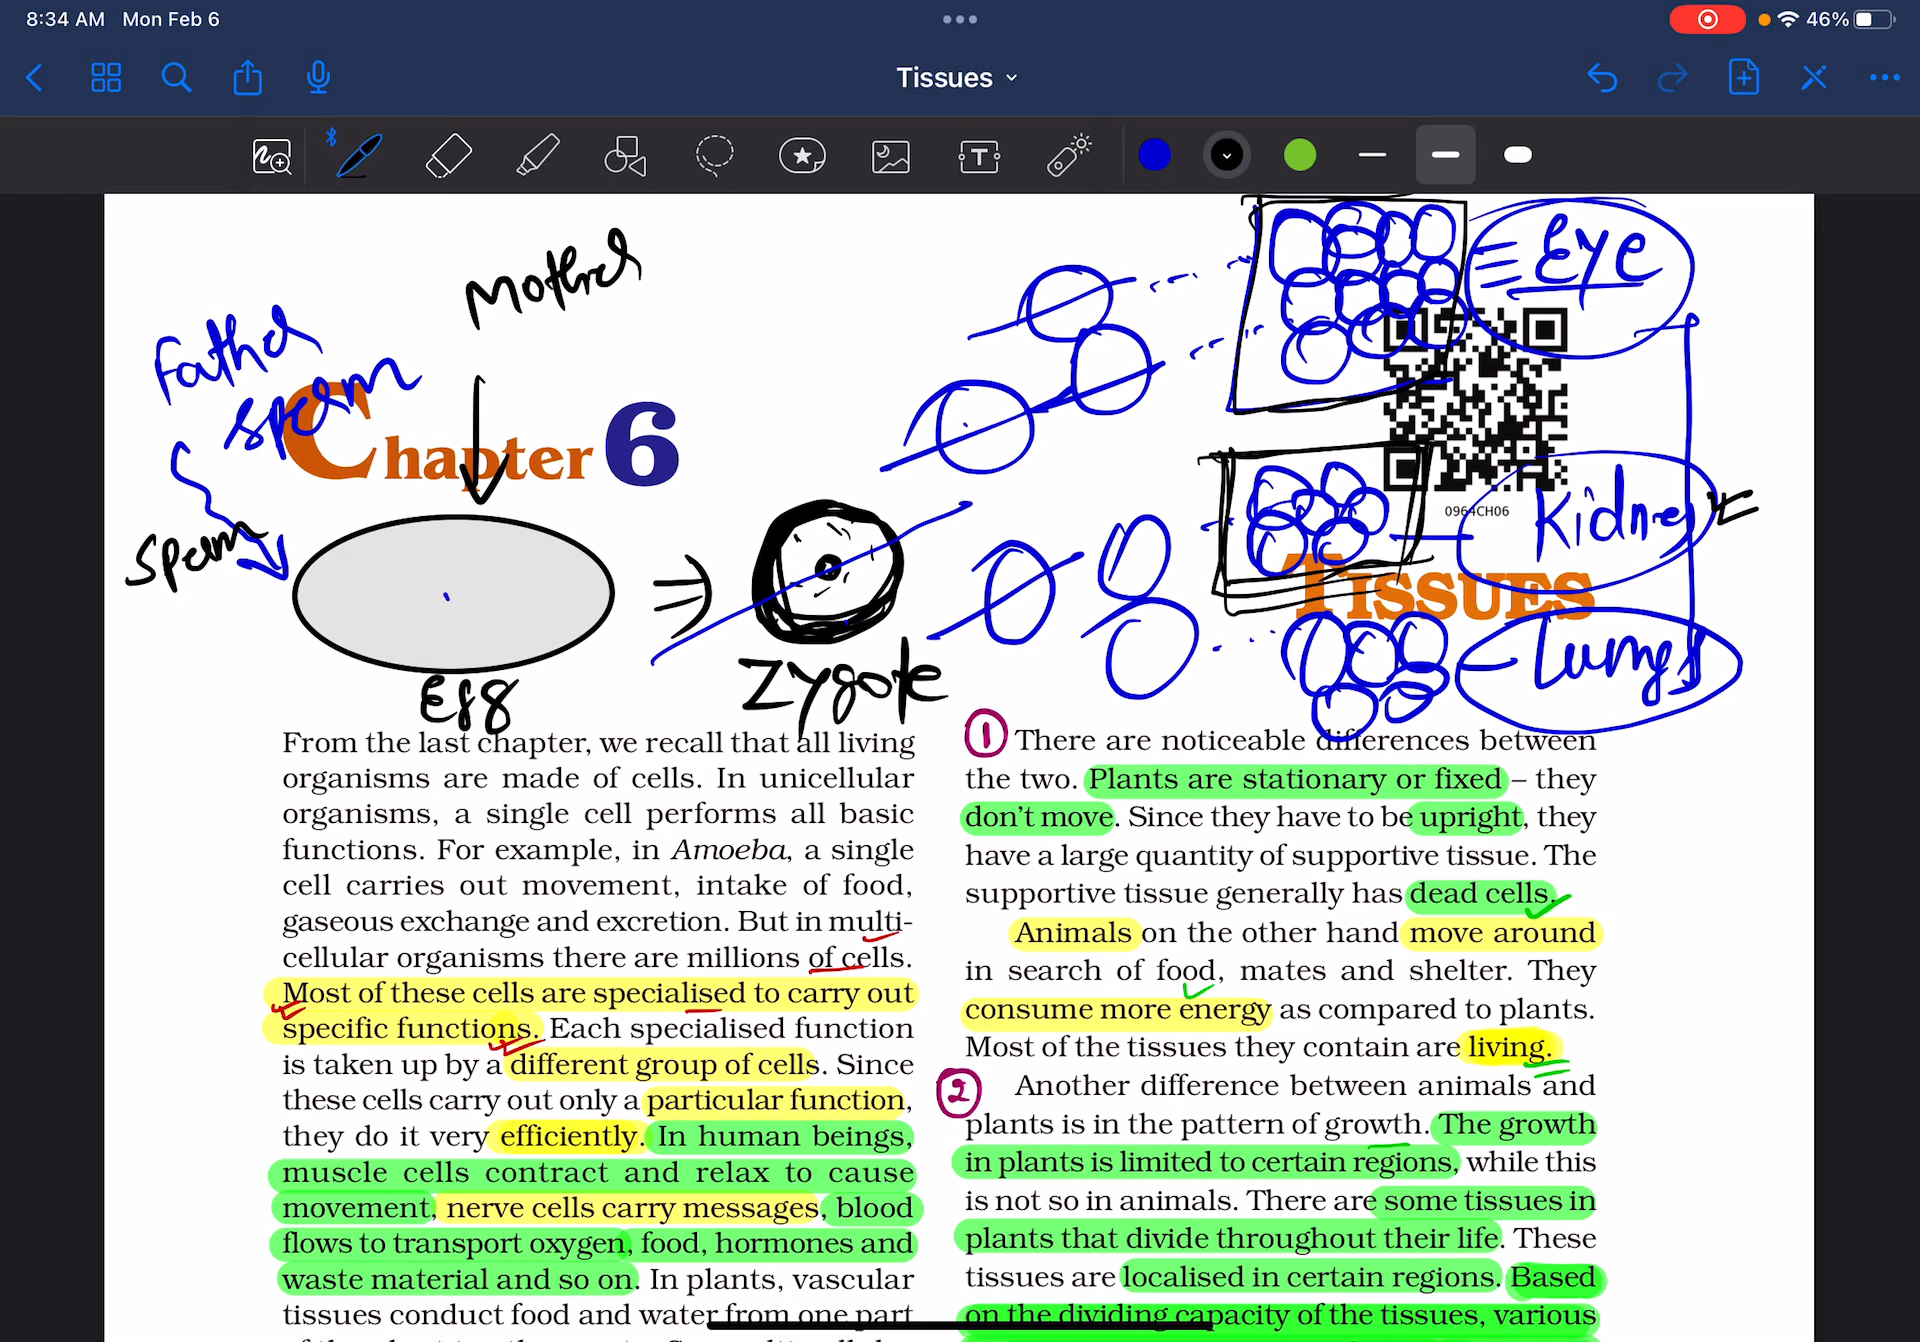 8:34 AM Mon Feb 6
46%
Tissues
T
Mother
Father
sperm
Eye
Chapter 6
0964CH06
Kidney
sperm
TISSUES
Lungs
Egg
Zygote
From the last chapter, we recall that all living
organisms are made of cells. In unicellular
organisms, a single cell performs all basic
functions. For example, in Amoeba, a single
cell carries out movement, intake of food,
gaseous exchange and excretion. But in multi-
cellular organisms there are millions of cells.
Most of these cells are specialised to carry out
specific functions. Each specialised function
is taken up by a different group of cells. Since
these cells carry out only a particular function,
they do it very efficiently. In human beings,
muscle cells contract and relax to cause
movement, nerve cells carry messages, blood
flows to transport oxygen, food, hormones and
waste material and so on. In plants, vascular
tissues conduct food and water from one part
1 There are noticeable differences between
the two. Plants are stationary or fixed – they
don't move. Since they have to be upright, they
have a large quantity of supportive tissue. The
supportive tissue generally has dead cells.
Animals on the other hand move around
in search of food, mates and shelter. They
consume more energy as compared to plants.
Most of the tissues they contain are living.
2 Another difference between animals and
plants is in the pattern of growth. The growth
in plants is limited to certain regions, while this
is not so in animals. There are some tissues in
plants that divide throughout their life. These
tissues are localised in certain regions. Based
on the dividing capacity of the tissues, various